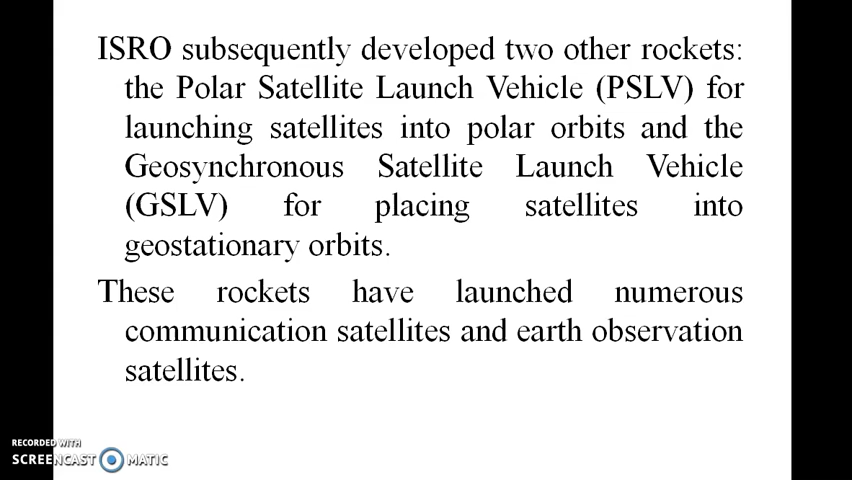 ISRO subsequently developed two other rockets:
the Polar Satellite Launch Vehicle (PSLV) for
launching satellites into polar orbits and the
Geosynchronous Satellite Launch Vehicle
(GSLV) for placing satellites into
geostationary orbits.
These rockets have launched numerous
communication satellites and earth observation
satellites.
RECORDED WITH
SCREENCAST MATIC